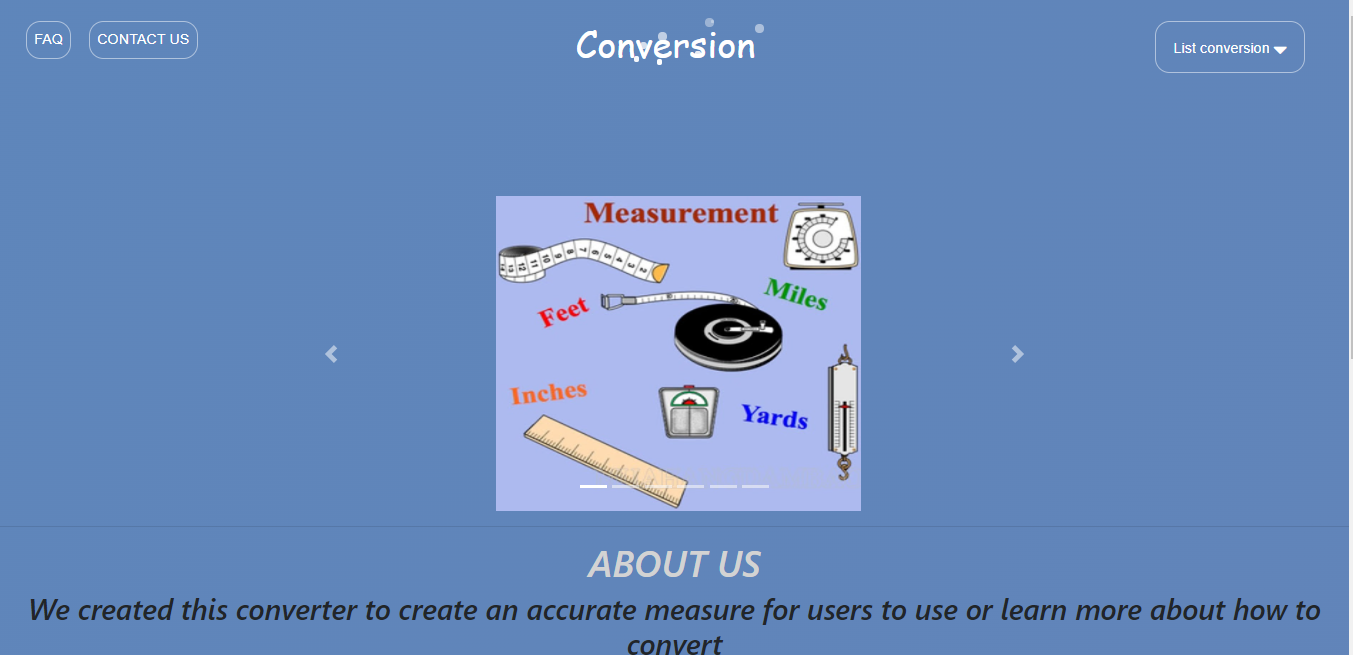 FAQ
CONTACT US
Conversion
List conversion
Measurement
Feet
Miles
Inches
Yards
ABOUT US
We created this converter to create an accurate measure for users to use or learn more about how to
convert